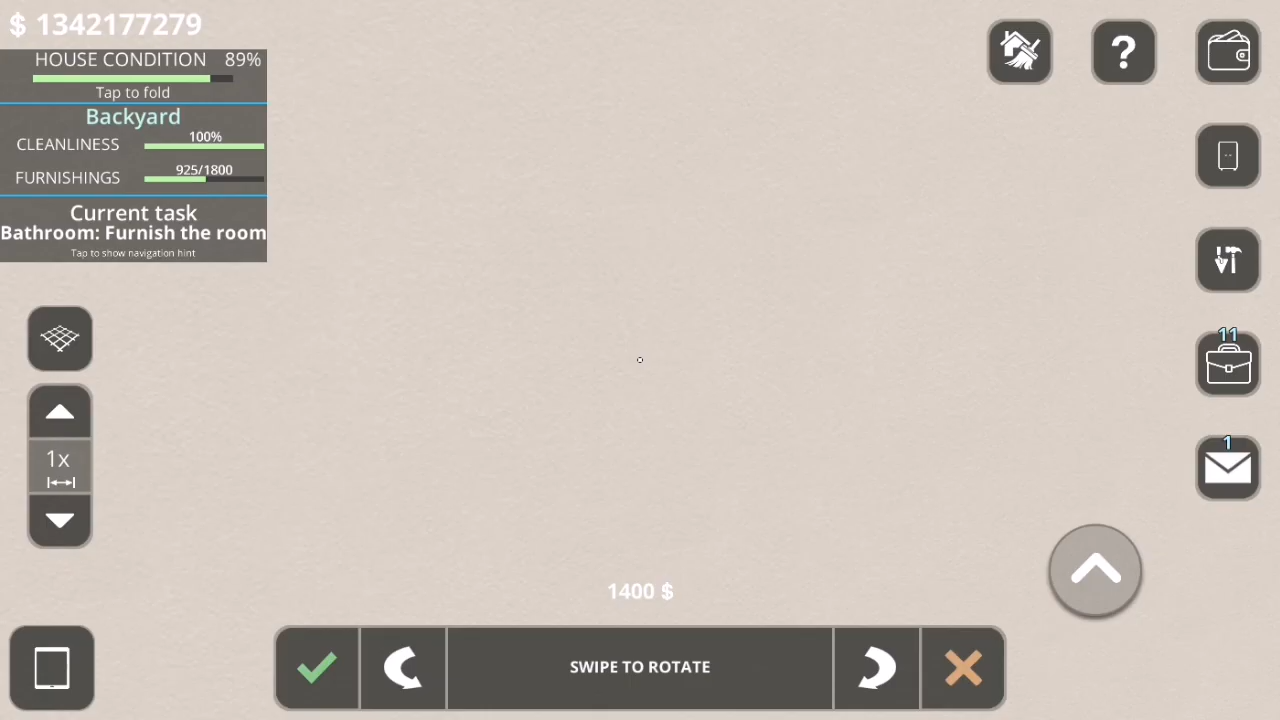 $ 1342177279
HOUSE CONDITION 89%
Tap to fold
Backyard
CLEANLINESS 100%
FURNISHINGS 925/1800
Current task
Bathroom: Furnish the room
Tap to show navigation hint
?
11
1x
1
1400 $
SWIPE TO ROTATE